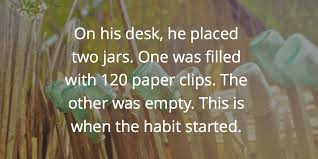 On his desk, he placed
two jars. One was filled
with 120 paper clips. The
other was empty. This is
when the habit started.